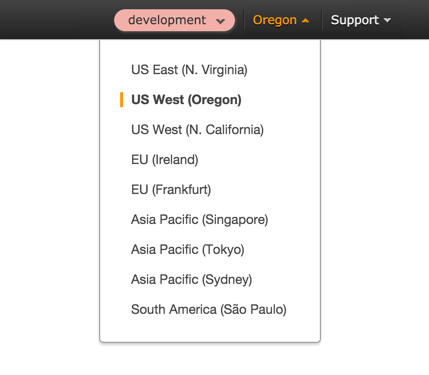 development Oregon Support
US East (N. Virginia)
US West (Oregon)
US West (N. California)
EU (Ireland)
EU (Frankfurt)
Asia Pacific (Singapore)
Asia Pacific (Tokyo)
Asia Pacific (Sydney)
South America (São Paulo)